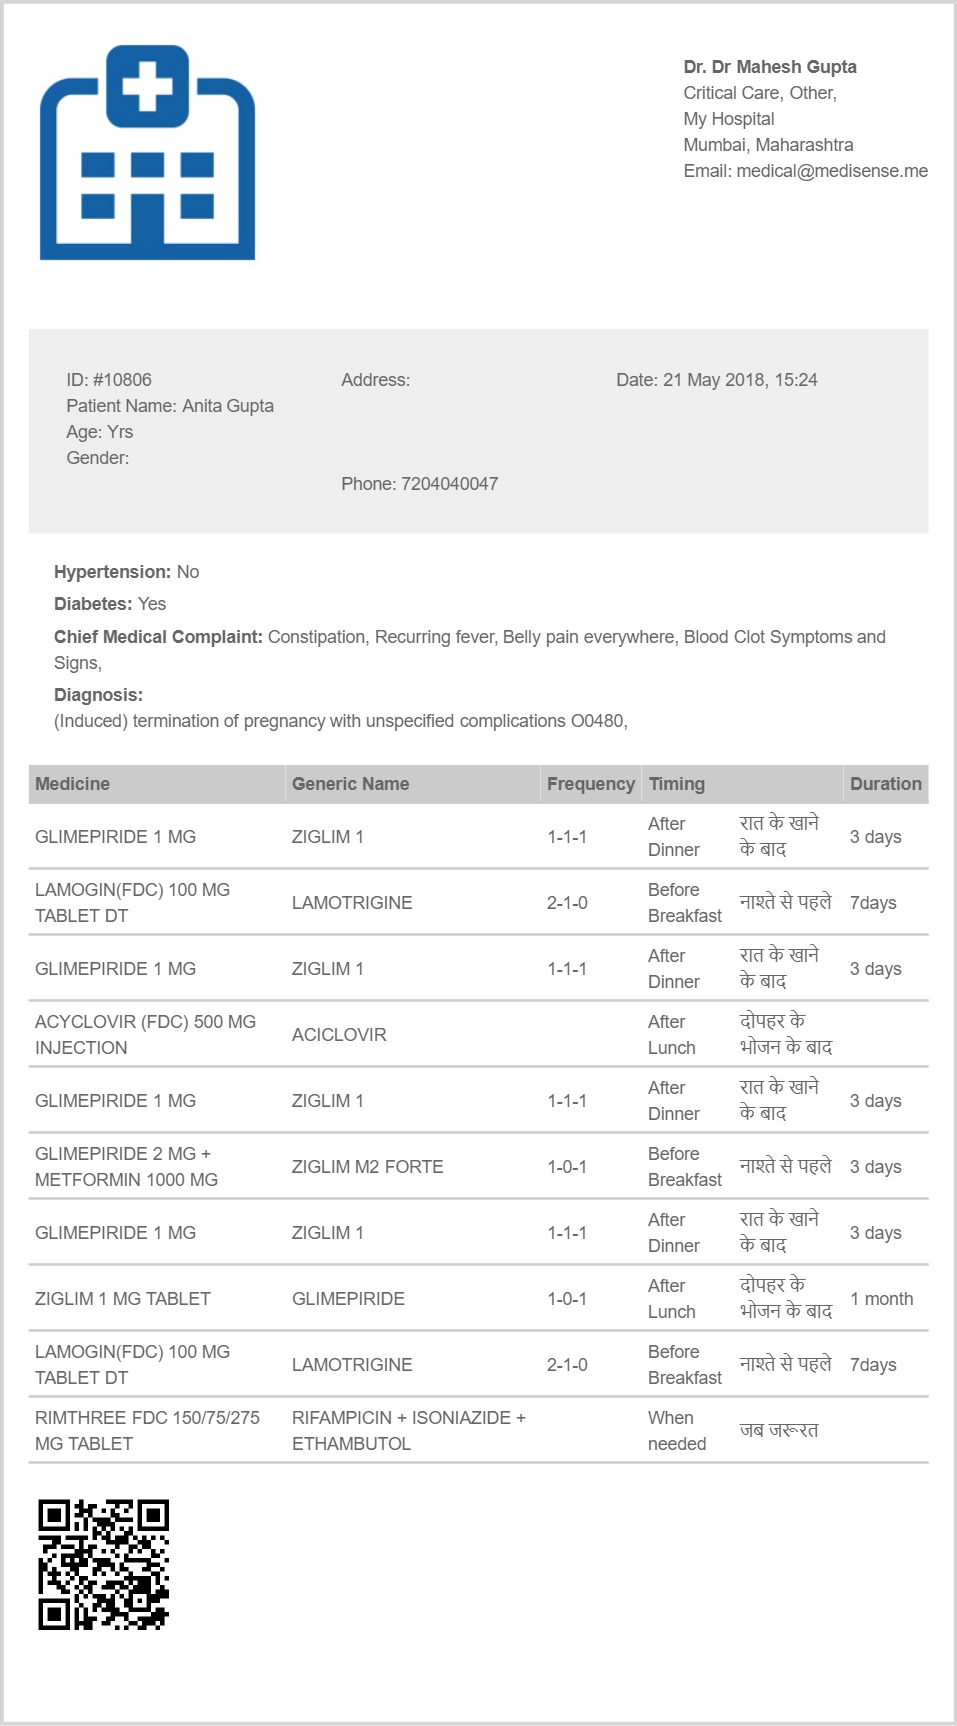 Dr. Dr Mahesh Gupta
Critical Care, Other,
My Hospital
Mumbai, Maharashtra
Email: medical@medisense.me
ID: #10806
Patient Name: Anita Gupta
Age: Yrs
Gender:
Address:
Phone: 7204040047
Date: 21 May 2018, 15:24
Hypertension: No
Diabetes: Yes
Chief Medical Complaint: Constipation, Recurring fever, Belly pain everywhere, Blood Clot Symptoms and
Signs,
Diagnosis:
(Induced) termination of pregnancy with unspecified complications O0480,
Medicine Generic Name Frequency Timing Duration
GLIMEPIRIDE 1 MG ZIGLIM 1 1-1-1 After Dinner रात के खाने के बाद 3 days
LAMOGIN(FDC) 100 MG TABLET DT LAMOTRIGINE 2-1-0 Before Breakfast नाश्ते से पहले 7days
GLIMEPIRIDE 1 MG ZIGLIM 1 1-1-1 After Dinner रात के खाने के बाद 3 days
ACYCLOVIR (FDC) 500 MG INJECTION ACICLOVIR After Lunch दोपहर के भोजन के बाद
GLIMEPIRIDE 1 MG ZIGLIM 1 1-1-1 After Dinner रात के खाने के बाद 3 days
GLIMEPIRIDE 2 MG + METFORMIN 1000 MG ZIGLIM M2 FORTE 1-0-1 Before Breakfast नाश्ते से पहले 3 days
GLIMEPIRIDE 1 MG ZIGLIM 1 1-1-1 After Dinner रात के खाने के बाद 3 days
ZIGLIM 1 MG TABLET GLIMEPIRIDE 1-0-1 After Lunch दोपहर के भोजन के बाद 1 month
LAMOGIN(FDC) 100 MG TABLET DT LAMOTRIGINE 2-1-0 Before Breakfast नाश्ते से पहले 7days
RIMTHREE FDC 150/75/275 MG TABLET RIFAMPICIN + ISONIAZIDE + ETHAMBUTOL When needed जब जरूरत